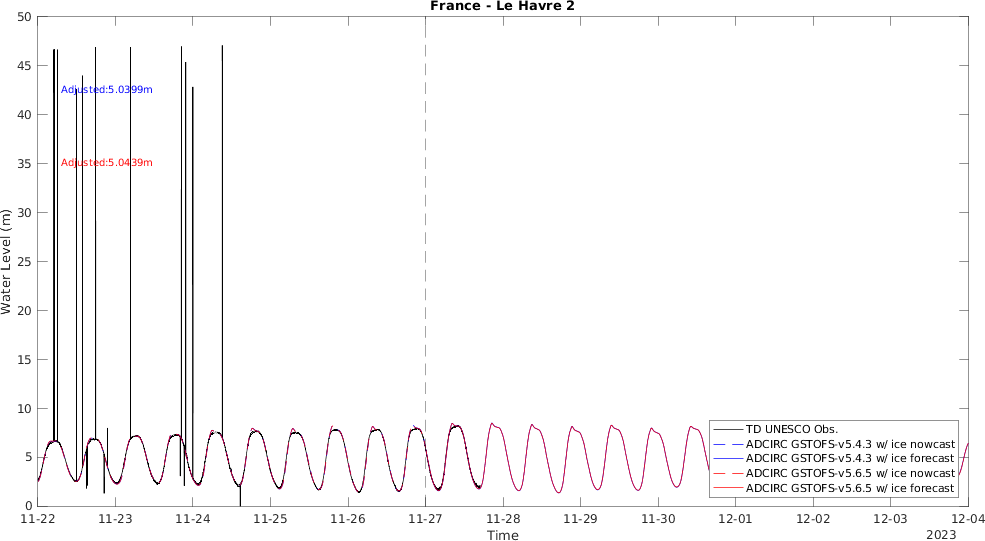 France - Le Havre 2
50
45
40
35
30
25
20
15
10
5
0
Water Level (m)
Adjusted:5.0399m
Adjusted:5.0439m
TD UNESCO Obs.
ADCIRC GSTOFS-v5.4.3 w/ ice nowcast
ADCIRC GSTOFS-v5.4.3 w/ ice forecast
ADCIRC GSTOFS-v5.6.5 w/ ice nowcast
ADCIRC GSTOFS-v5.6.5 w/ ice forecast
11-22 11-23 11-24 11-25 11-26 11-27 11-28 11-29 11-30 12-01 12-02 12-03 12-04
Time
2023